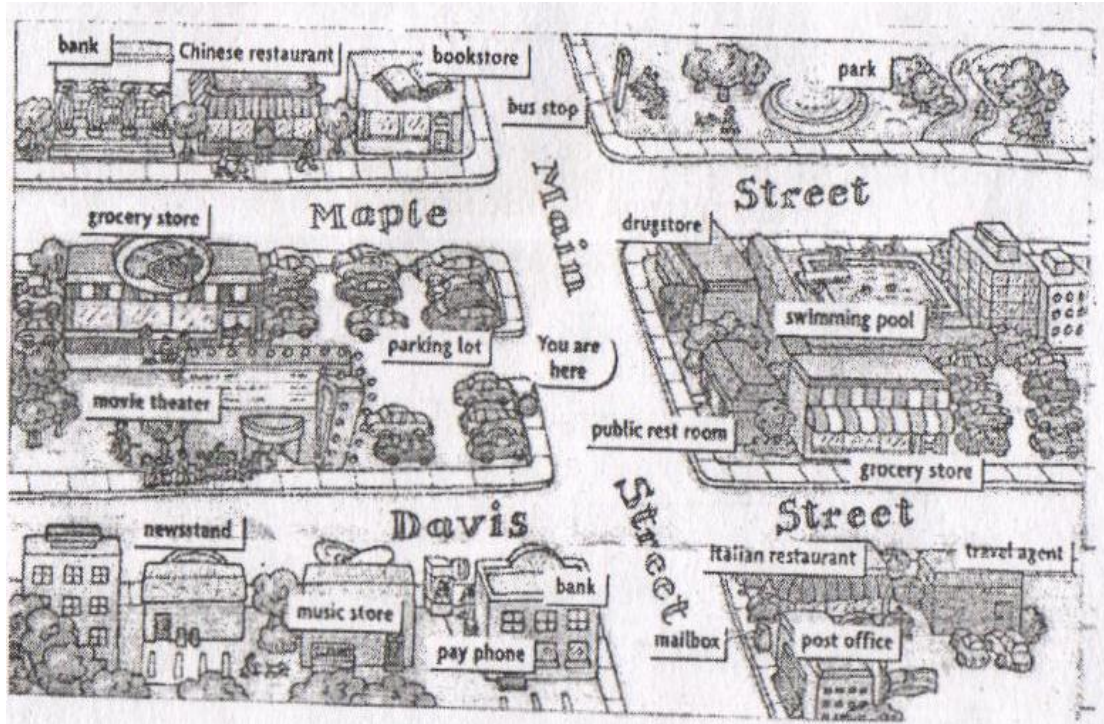 bank
Chinese restaurant
bookstore
bus stop
park
Main
Street
Maple
Street
grocery store
drugstore
swimming pool
parking lot
You are
here
movie theater
public rest room
grocery store
Davis
Street
newsstand
Italian restaurant
travel agent
music store
bank
pay phone
mailbox
post office